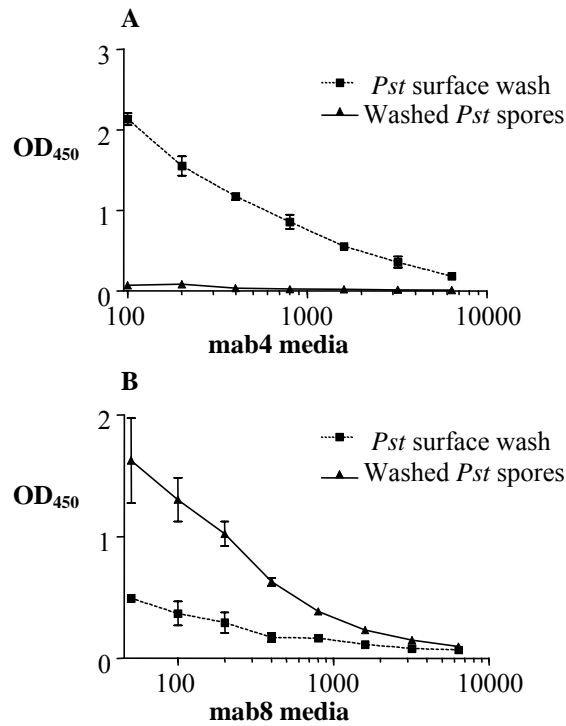 A
3
2
1
0
OD450
Pst surface wash
Washed Pst spores
100
1000
10000
mab4 media
B
2
1
0
OD450
Pst surface wash
Washed Pst spores
100
1000
10000
mab8 media